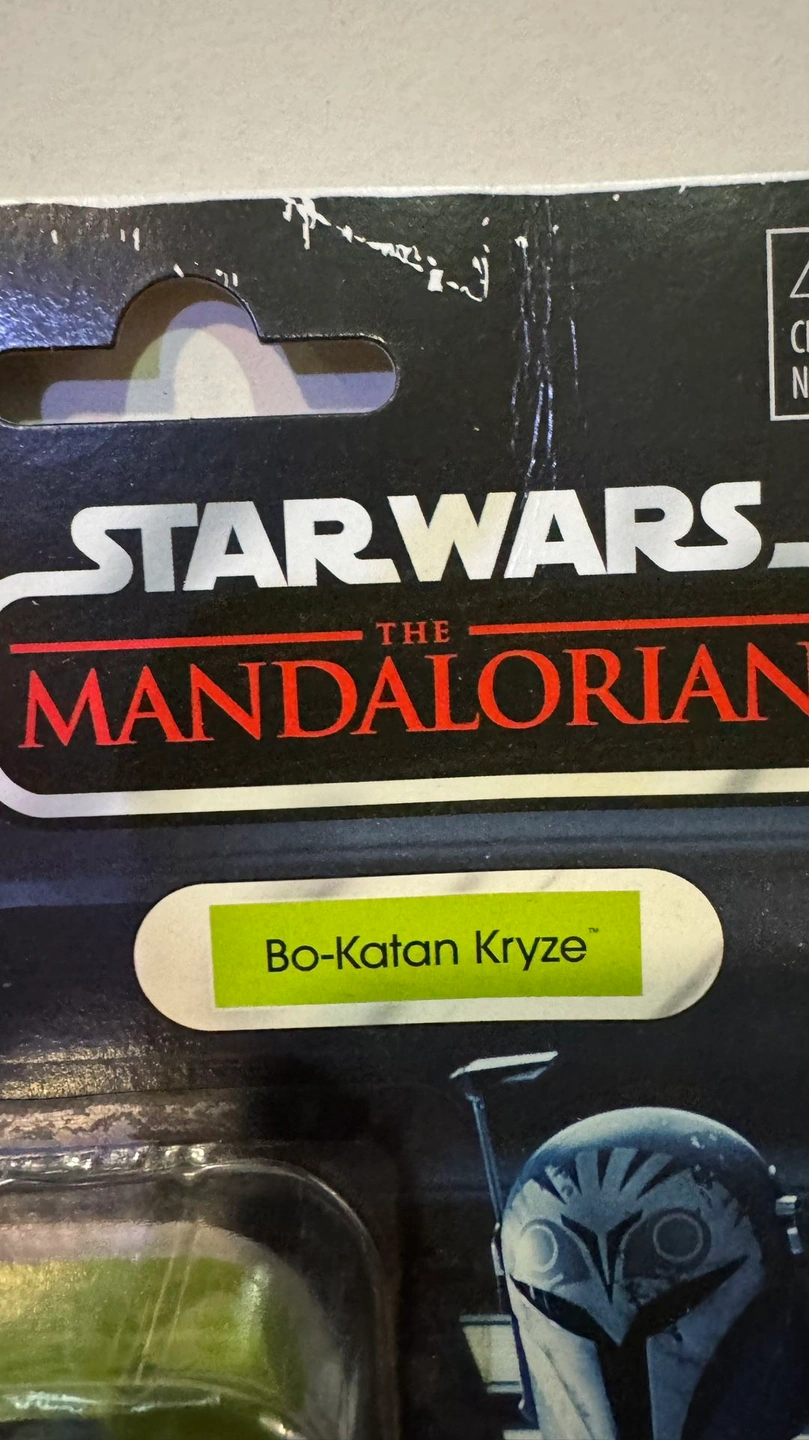 STAR WARS
THE
MANDALORIAN
Bo-Katan Kryze™